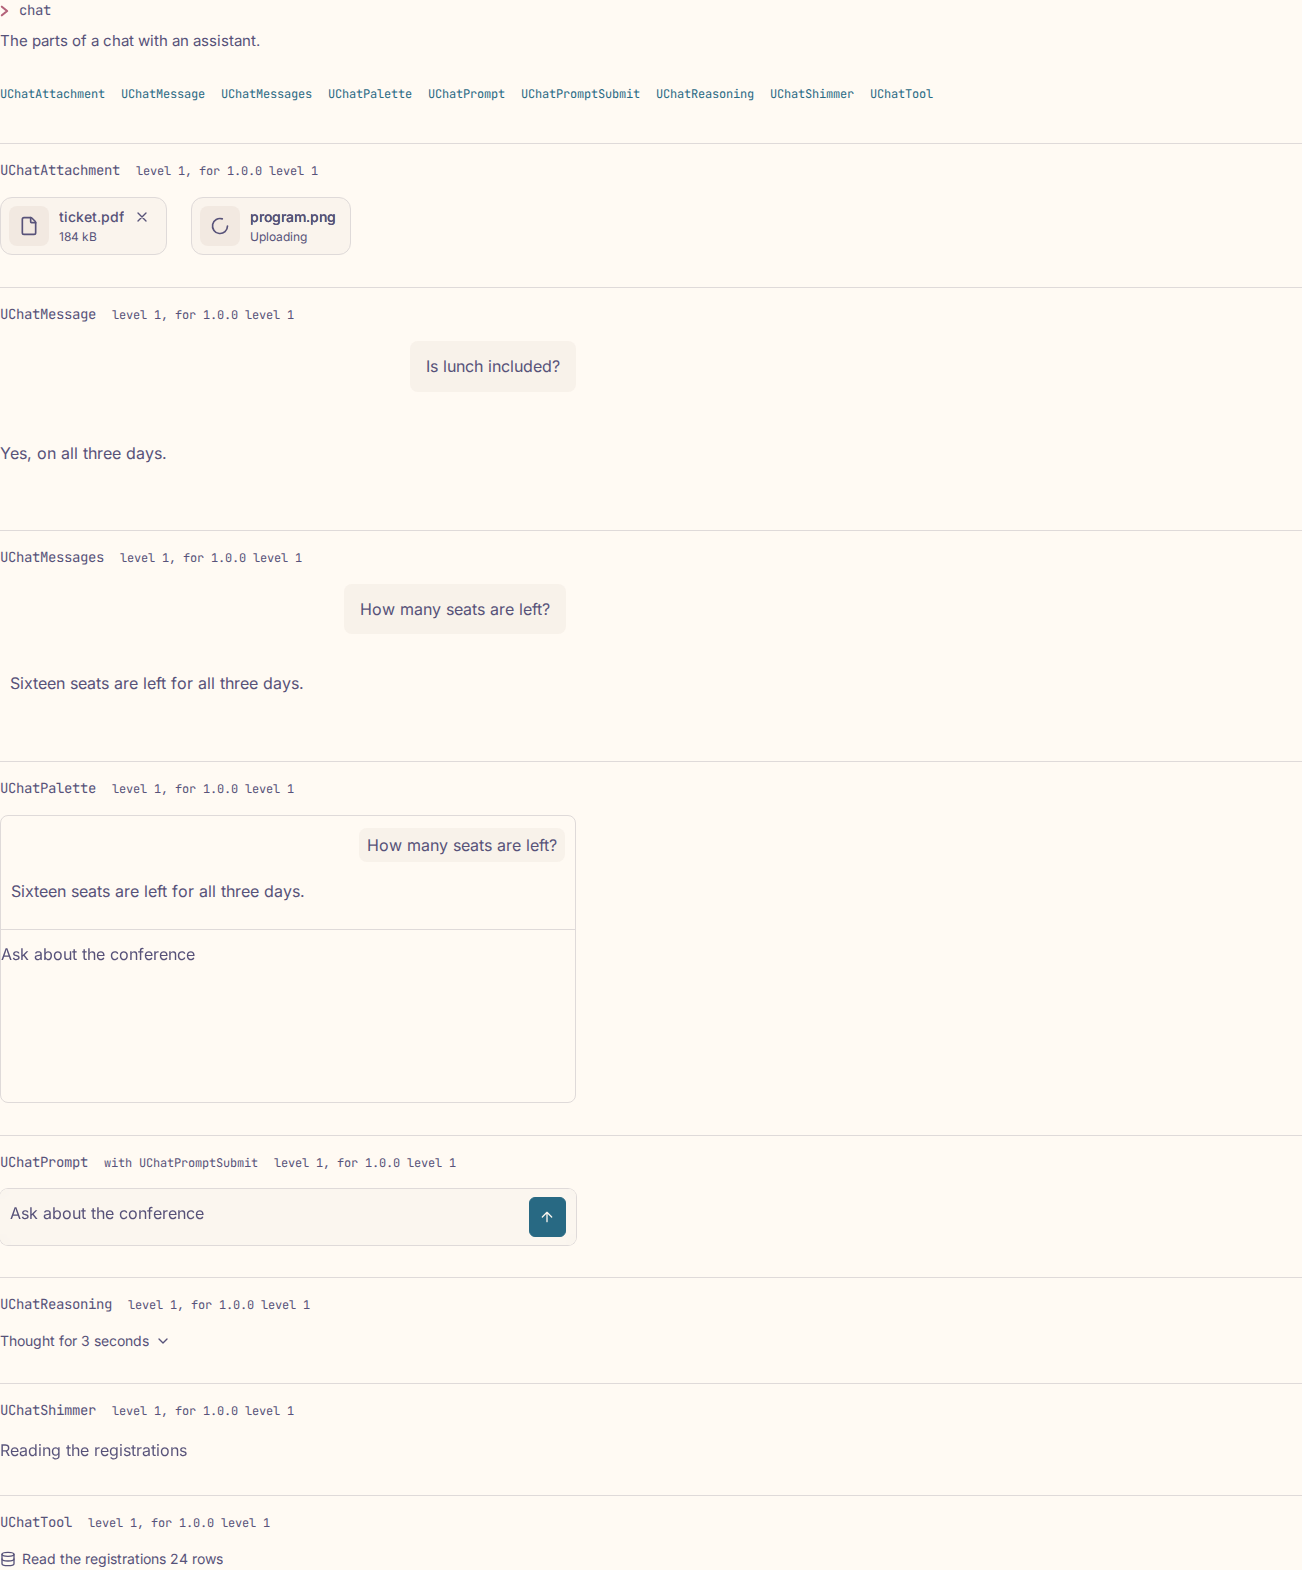 chat
The parts of a chat with an assistant.
UChatAttachment UChatMessage UChatMessages UChatPalette UChatPrompt UChatPromptSubmit UChatReasoning UChatShimmer UChatTool
UChatAttachment level 1, for 1.0.0 level 1
ticket.pdf
184 kB
program.png
Uploading
UChatMessage level 1, for 1.0.0 level 1
Is lunch included?
Yes, on all three days.
UChatMessages level 1, for 1.0.0 level 1
How many seats are left?
Sixteen seats are left for all three days.
UChatPalette level 1, for 1.0.0 level 1
How many seats are left?
Sixteen seats are left for all three days.
Ask about the conference
UChatPrompt with UChatPromptSubmit level 1, for 1.0.0 level 1
Ask about the conference
UChatReasoning level 1, for 1.0.0 level 1
Thought for 3 seconds
UChatShimmer level 1, for 1.0.0 level 1
Reading the registrations
UChatTool level 1, for 1.0.0 level 1
Read the registrations 24 rows